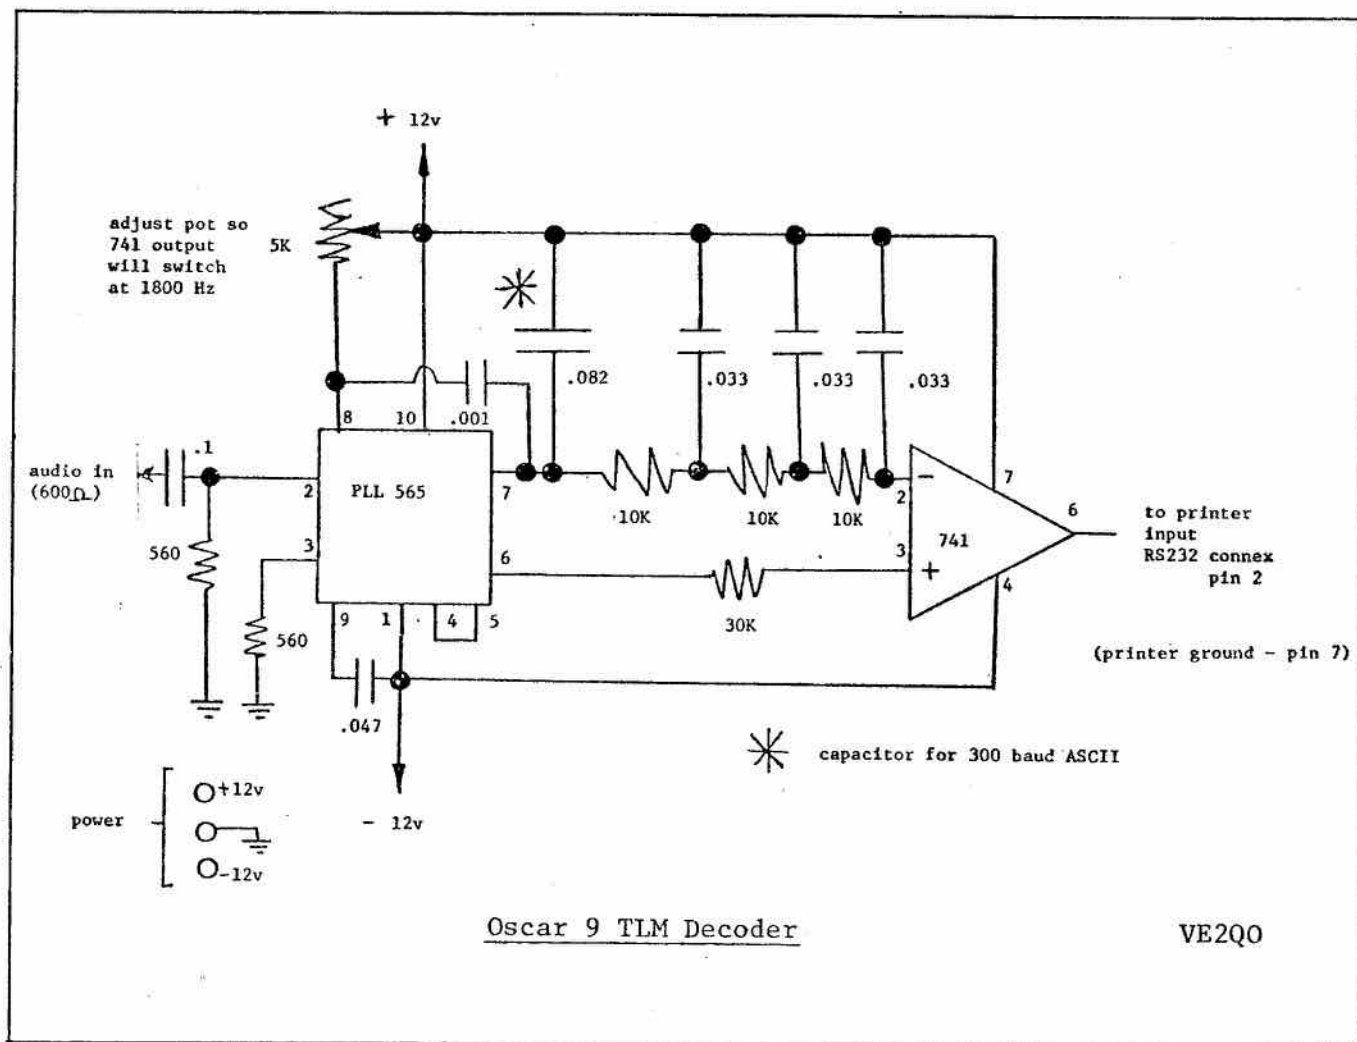 + 12v
adjust pot so
741 output
will switch
at 1800 Hz
5K
.082
.033
.033
.033
8
10
.001
.1
audio in
(600Ω)
2
PLL 565
7
10K
10K
10K
2
−
7
6
741
to printer
input
RS232 connex
pin 2
560
3
6
30K
3
+
4
9
1
4
5
560
.047
(printer ground - pin 7)
capacitor for 300 baud ASCII
power
+12v
-12v
- 12v
Oscar 9 TLM Decoder
VE2QO